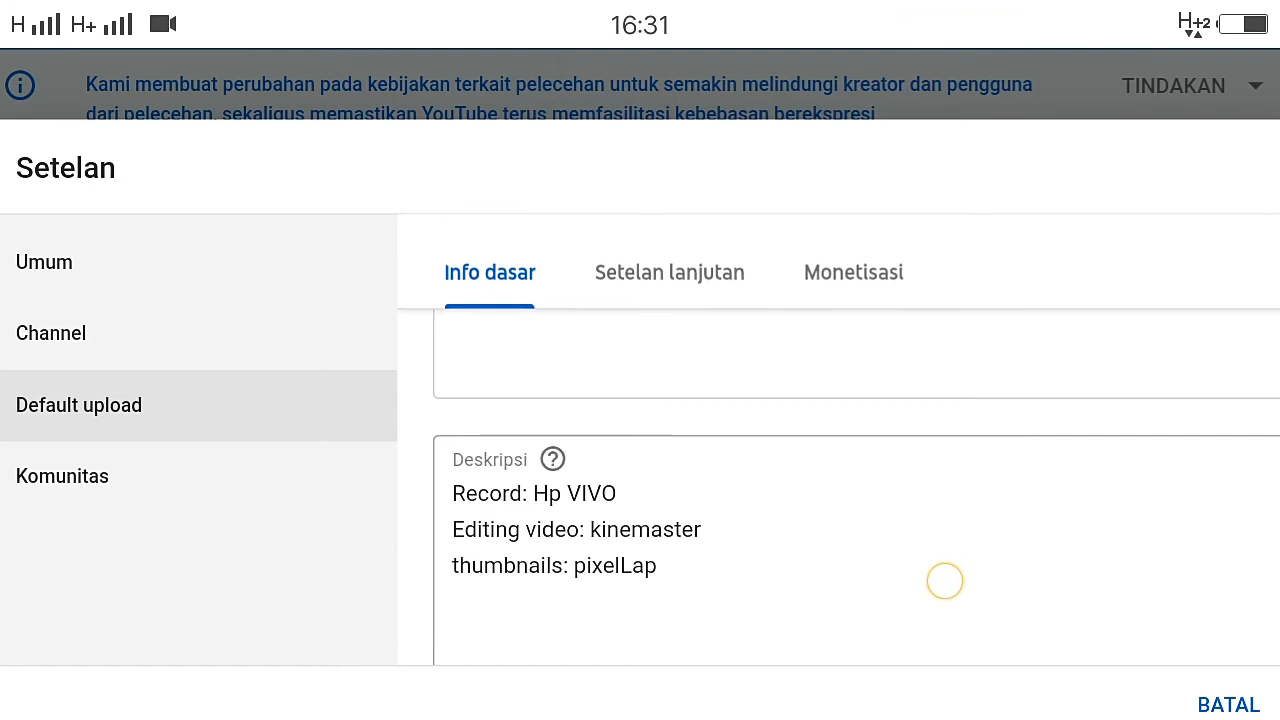 H H+ 16:31 H+2
Kami membuat perubahan pada kebijakan terkait pelecehan untuk semakin melindungi kreator dan pengguna
dari pelecehan, sekaligus memastikan YouTube terus memfasilitasi kebebasan berekspresi
TINDAKAN
Setelan
Umum
Channel
Default upload
Komunitas
Info dasar Setelan lanjutan Monetisasi
Deskripsi ?
Record: Hp VIVO
Editing video: kinemaster
thumbnails: pixelLap
BATAL